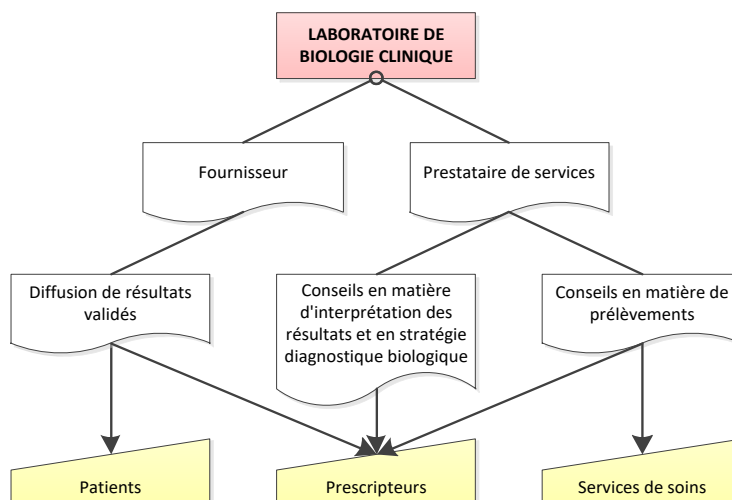 LABORATOIRE DE
BIOLOGIE CLINIQUE
Fournisseur
Prestataire de services
Diffusion de résultats
validés
Conseils en matière
d'interprétation des
résultats et en stratégie
diagnostique biologique
Conseils en matière de
prélèvements
Patients
Prescripteurs
Services de soins